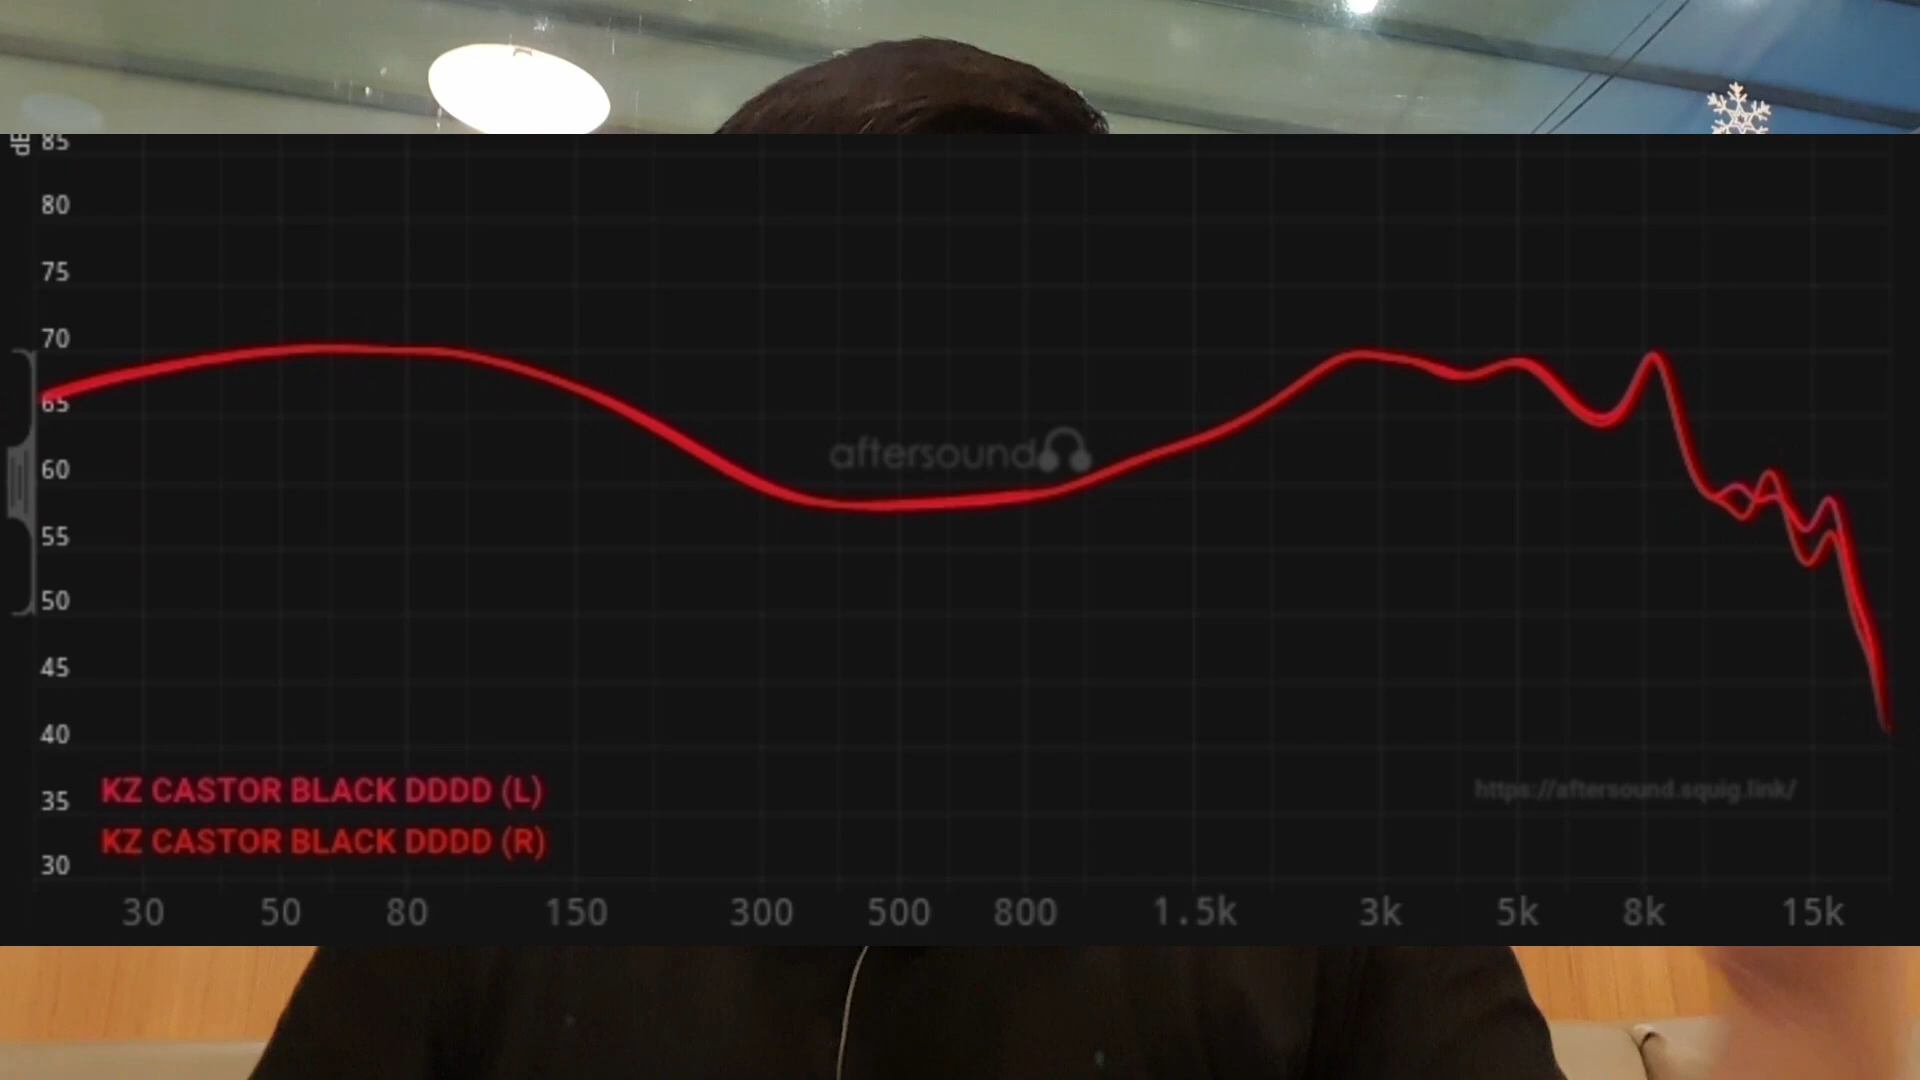 dB
85
80
75
70
65
60
55
50
45
40
35
30
aftersound
KZ CASTOR BLACK DDDD (L)
KZ CASTOR BLACK DDDD (R)
https://aftersound.squig.link/
30 50 80 150 300 500 800 1.5k 3k 5k 8k 15k